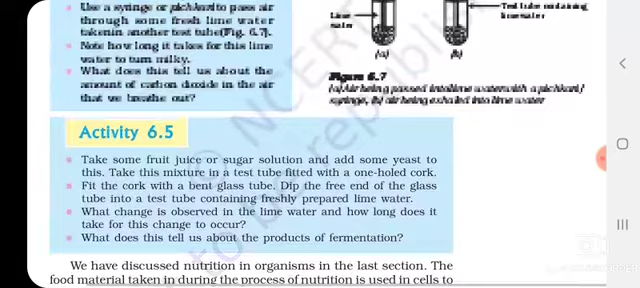 Use a syringe or pichkari to pass air
through some fresh lime water
taken in another test tube (Fig. 6.7).
Note how long it takes for this lime
water to turn milky.
What does this tell us about the
amount of carbon dioxide in the air
that we breathe out?
Lime
water
Test tube containing
lime water
(a)
(b)
Figure 6.7
(a) Air being passed into lime water with a pichkari/
syringe, (b) air being exhaled into lime water
Activity 6.5
Take some fruit juice or sugar solution and add some yeast to
this. Take this mixture in a test tube fitted with a one-holed cork.
Fit the cork with a bent glass tube. Dip the free end of the glass
tube into a test tube containing freshly prepared lime water.
What change is observed in the lime water and how long does it
take for this change to occur?
What does this tell us about the products of fermentation?
We have discussed nutrition in organisms in the last section. The
food material taken in during the process of nutrition is used in cells to
© NCERT
to be republi